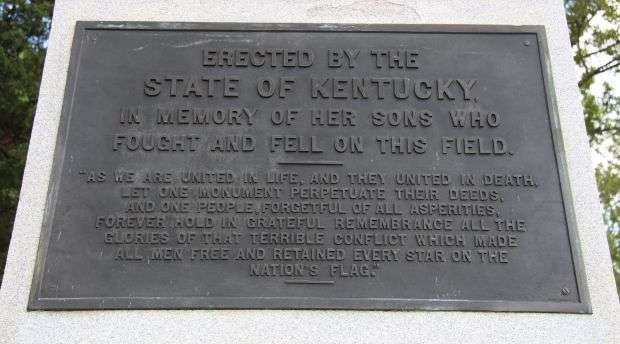 ERECTED BY THE
STATE OF KENTUCKY,
IN MEMORY OF HER SONS WHO
FOUGHT AND FELL ON THIS FIELD.
"AS WE ARE UNITED IN LIFE, AND THEY UNITED IN DEATH,
LET ONE MONUMENT PERPETUATE THEIR DEEDS,
AND ONE PEOPLE, FORGETFUL OF ALL ASPERITIES,
FOREVER HOLD IN GRATEFUL REMEMBRANCE ALL THE
GLORIES OF THAT TERRIBLE CONFLICT WHICH MADE
ALL MEN FREE AND RETAINED EVERY STAR ON THE
NATION'S FLAG."